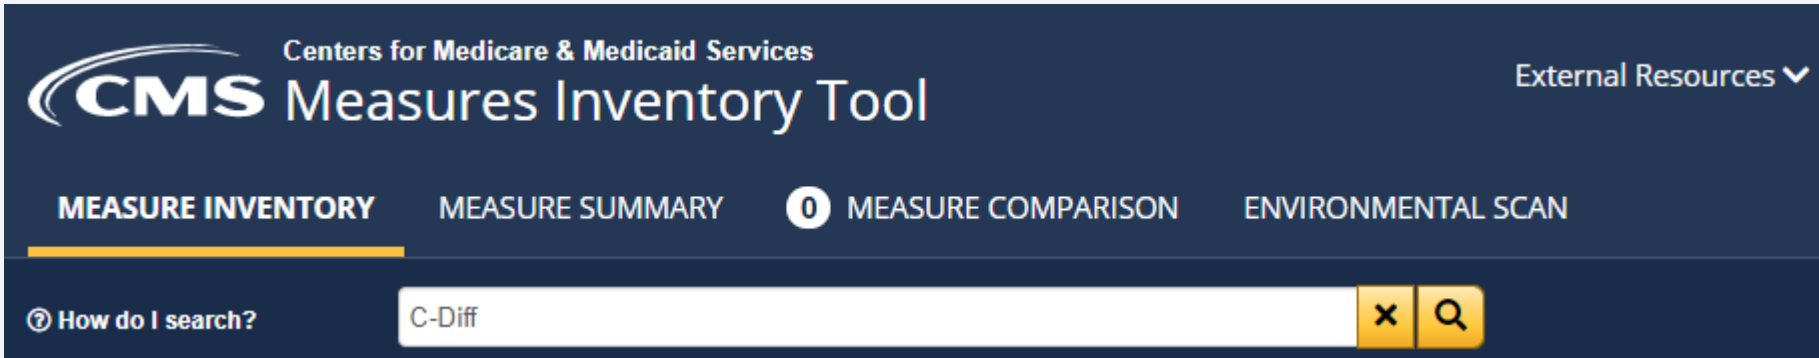 CMS
Centers for Medicare & Medicaid Services
Measures Inventory Tool
External Resources
MEASURE INVENTORY
MEASURE SUMMARY
0 MEASURE COMPARISON
ENVIRONMENTAL SCAN
? How do I search?
C-Diff